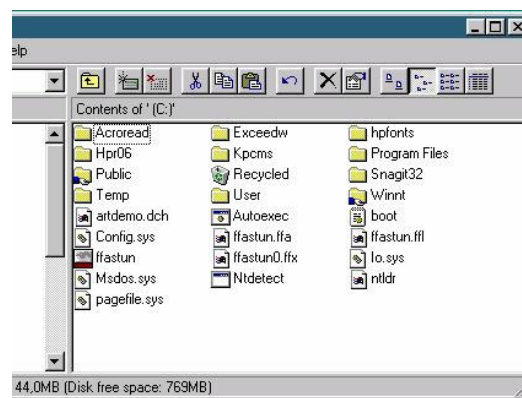 elp
Contents of ' (C:)'
Acroread Exceedw hpfonts
Hpr06 Kpcms Program Files
Public Recycled Snagit32
Temp User Winnt
artdemo.dch Autoexec boot
Config.sys ffastun.ffa ffastun.ffl
ffastun ffastun0.ffx Io.sys
Msdos.sys Ntdetect ntldr
pagefile.sys
44,0MB (Disk free space: 769MB)